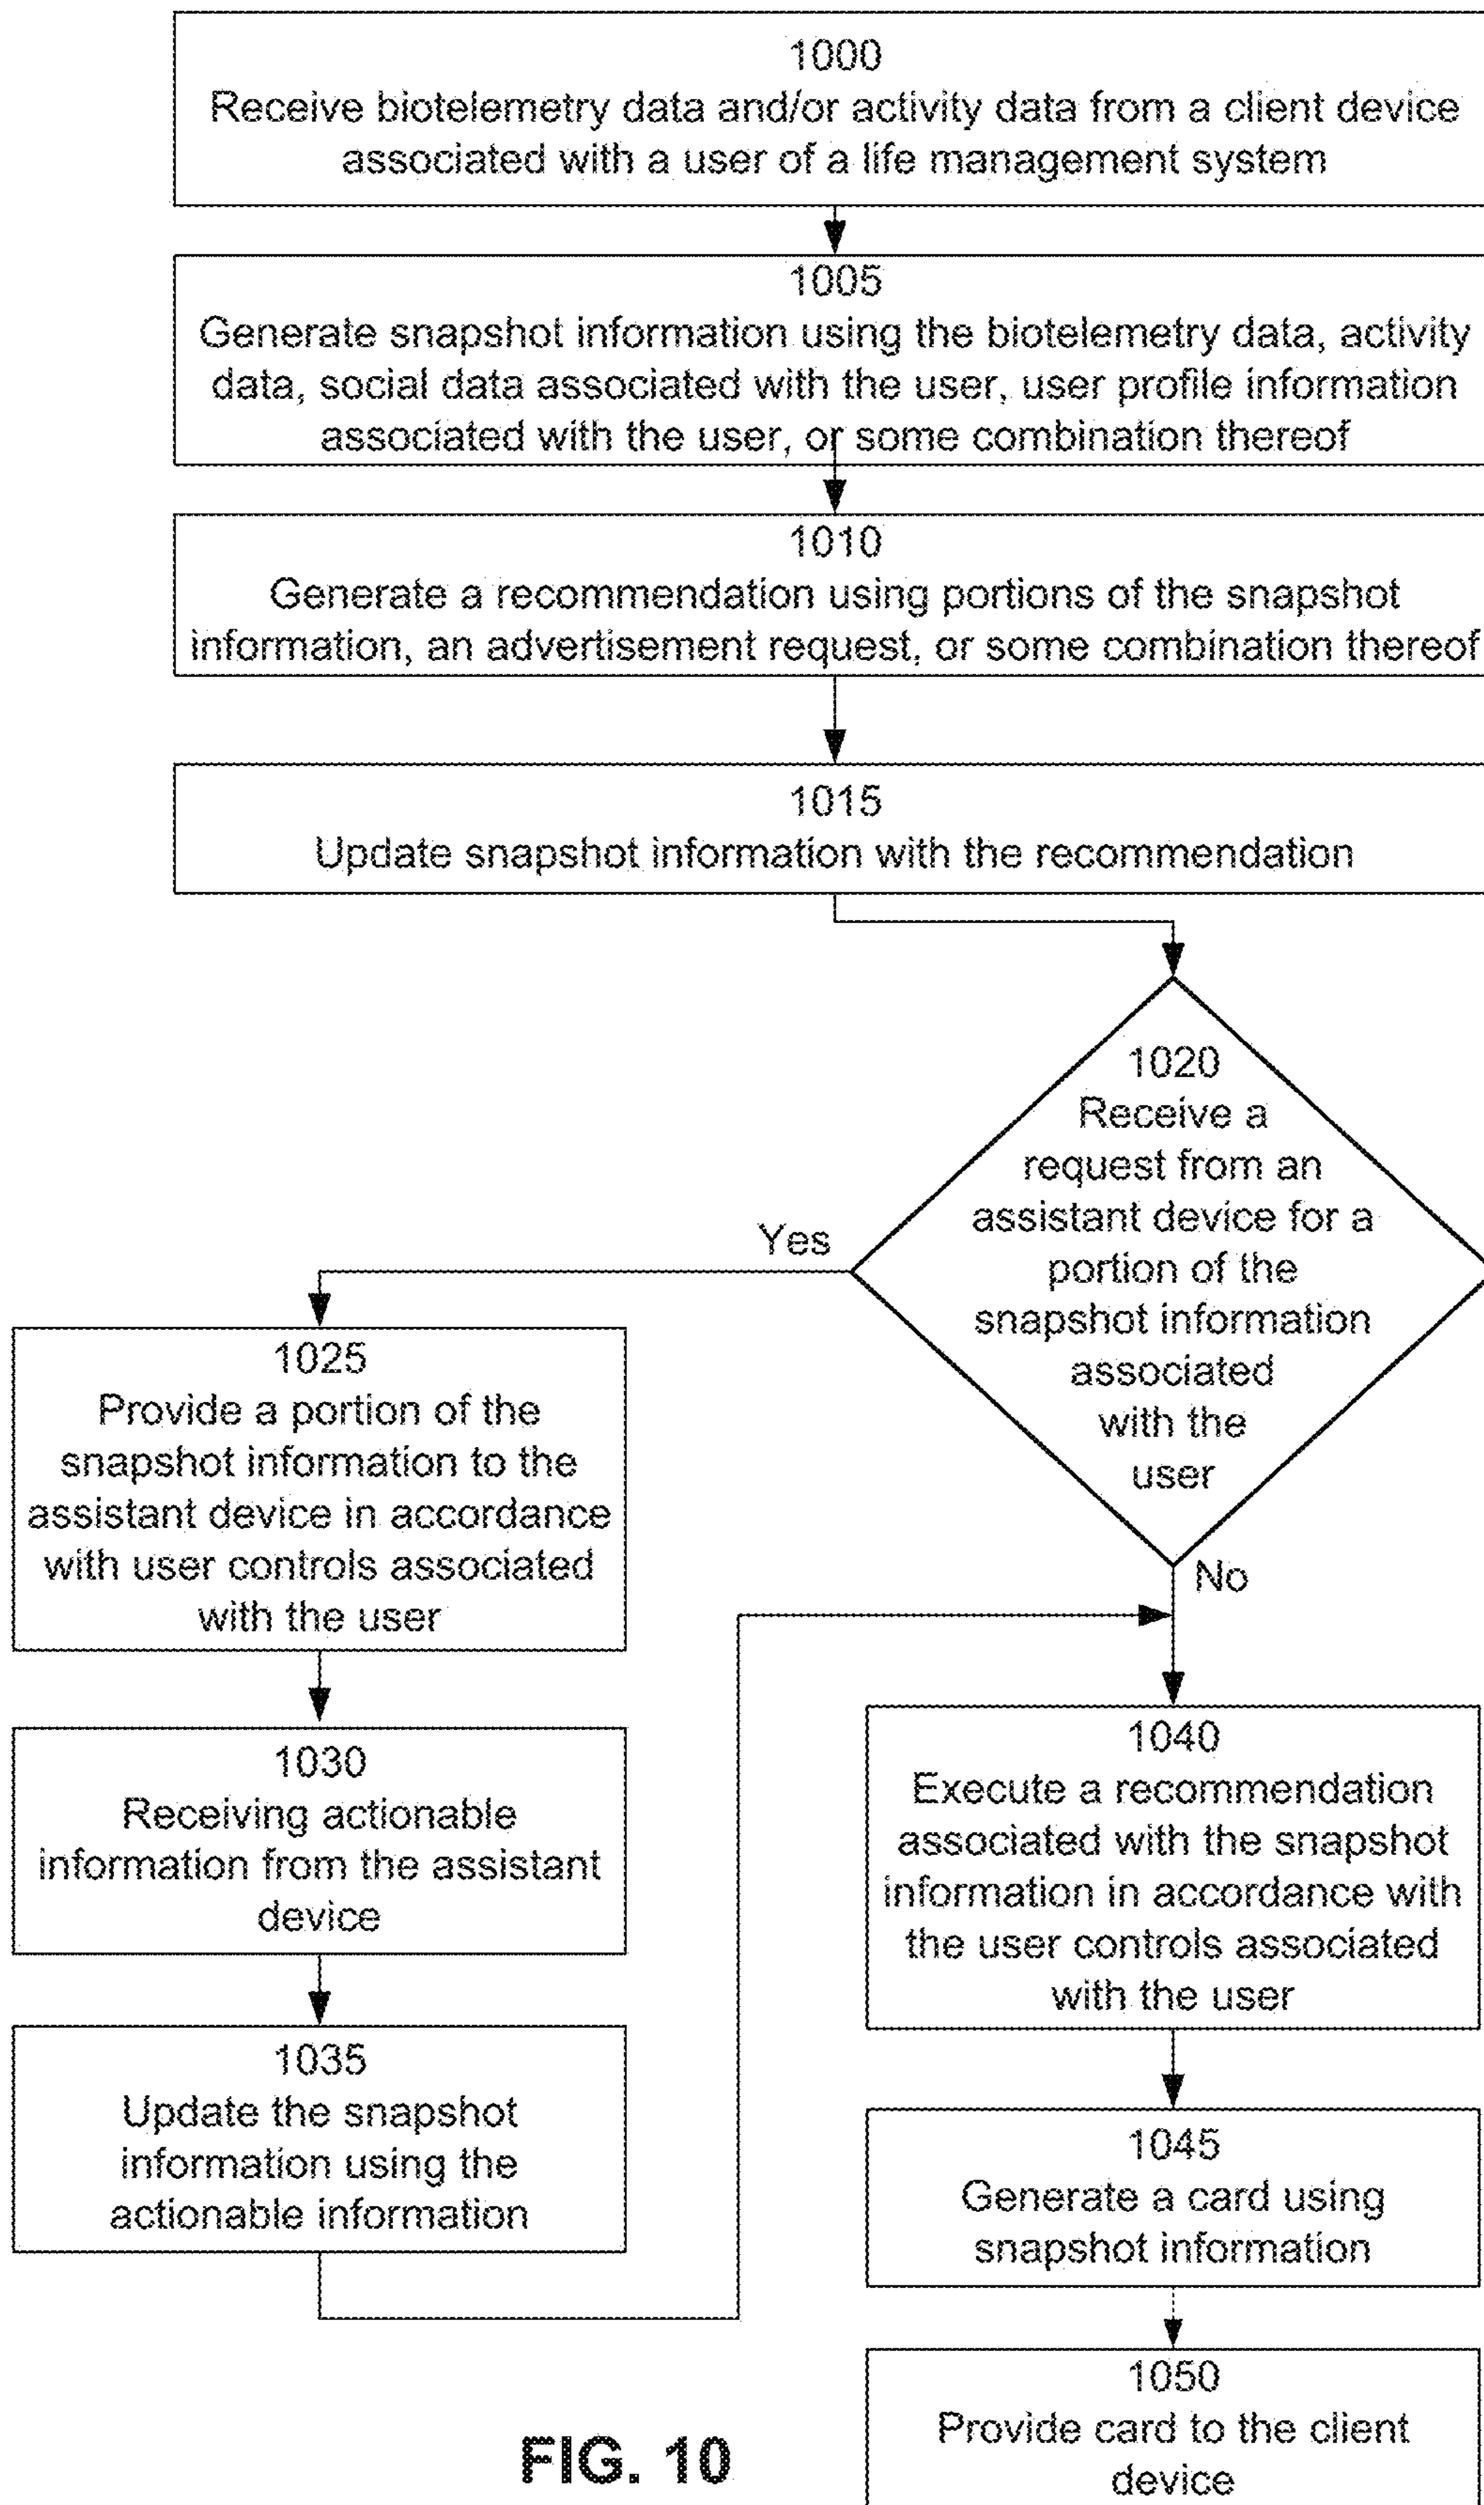 1000
Receive biotelemetry data and/or activity data from a client device
associated with a user of a life management system
1005
Generate snapshot information using the biotelemetry data, activity
data, social data associated with the user, user profile information
associated with the user, or some combination thereof
1010
Generate a recommendation using portions of the snapshot
information, an advertisement request, or some combination thereof
1015
Update snapshot information with the recommendation
1020
Receive a
request from an
assistant device for a
portion of the
snapshot information
associated
with the
user
Yes
No
1025
Provide a portion of the
snapshot information to the
assistant device in accordance
with user controls associated
with the user
1030
Receiving actionable
information from the assistant
device
1035
Update the snapshot
information using the
actionable information
1040
Execute a recommendation
associated with the snapshot
information in accordance with
the user controls associated
with the user
1045
Generate a card using
snapshot information
1050
Provide card to the client
device
FIG. 10